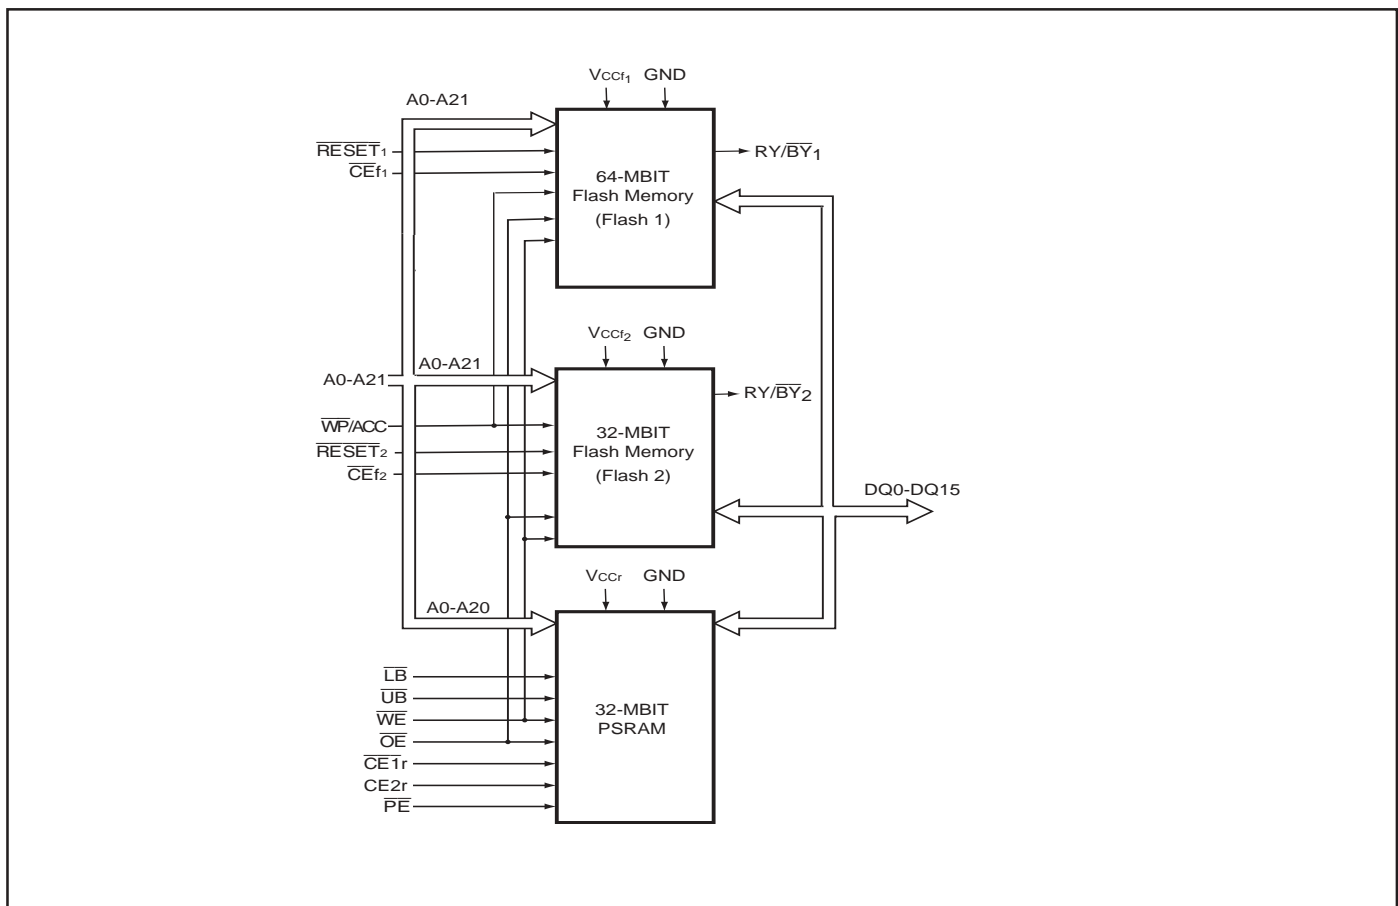 VCCf1 GND
A0-A21
RESET1
CEf1
RY/BY1
64-MBIT
Flash Memory
(Flash 1)
VCCf2 GND
A0-A21
A0-A21
RY/BY2
WP/ACC
RESET2
CEf2
32-MBIT
Flash Memory
(Flash 2)
DQ0-DQ15
VCCr GND
A0-A20
LB
UB
WE
OE
CE1r
CE2r
PE
32-MBIT
PSRAM